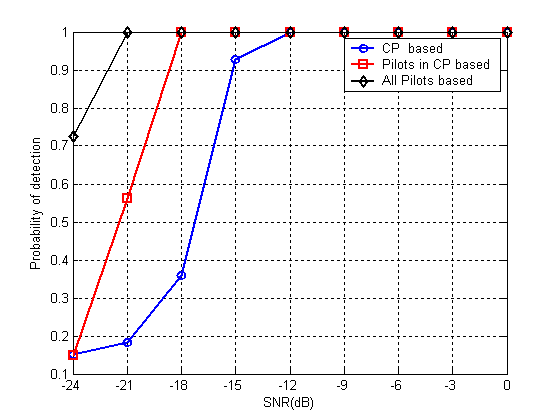 1
0.9
0.8
0.7
0.6
0.5
0.4
0.3
0.2
0.1
Probability of detection
CP based
Pilots in CP based
All Pilots based
-24 -21 -18 -15 -12 -9 -6 -3 0
SNR(dB)